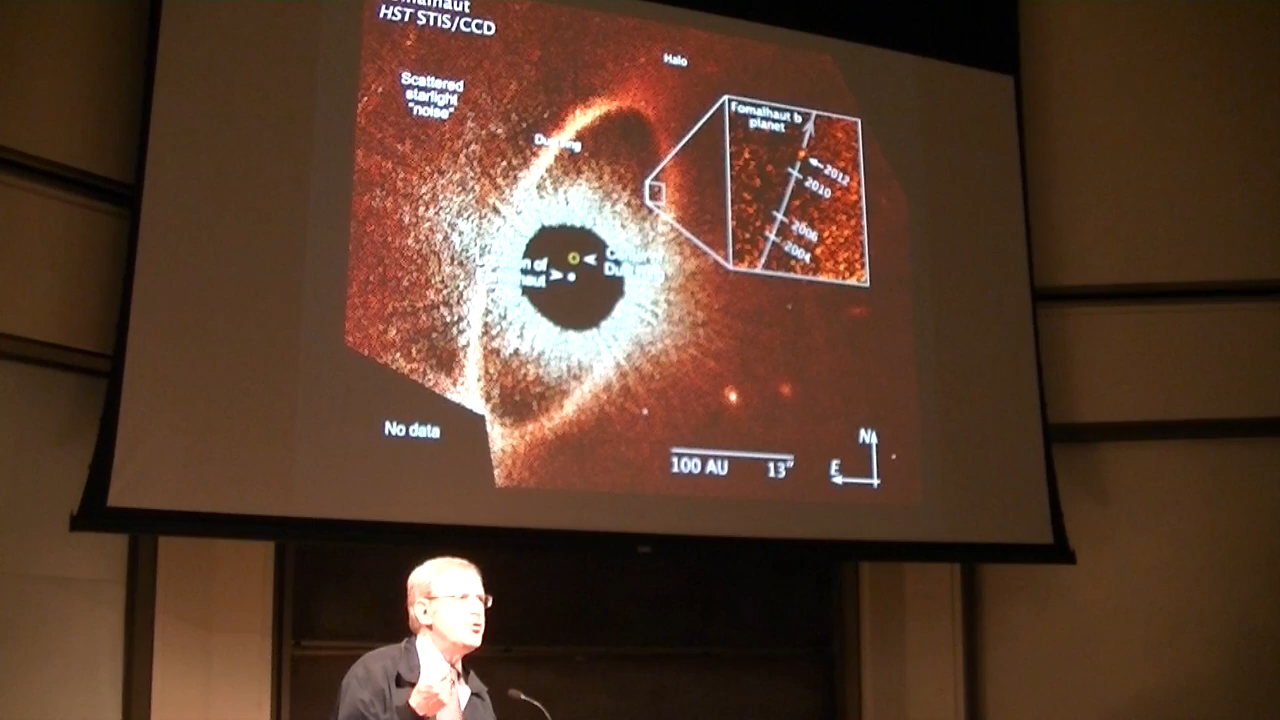 HST STIS/CCD
Halo
Scattered
starlight
"noise"
Fomalhaut b
planet
2012
2010
2006
2004
No data
100 AU
13"
N
E